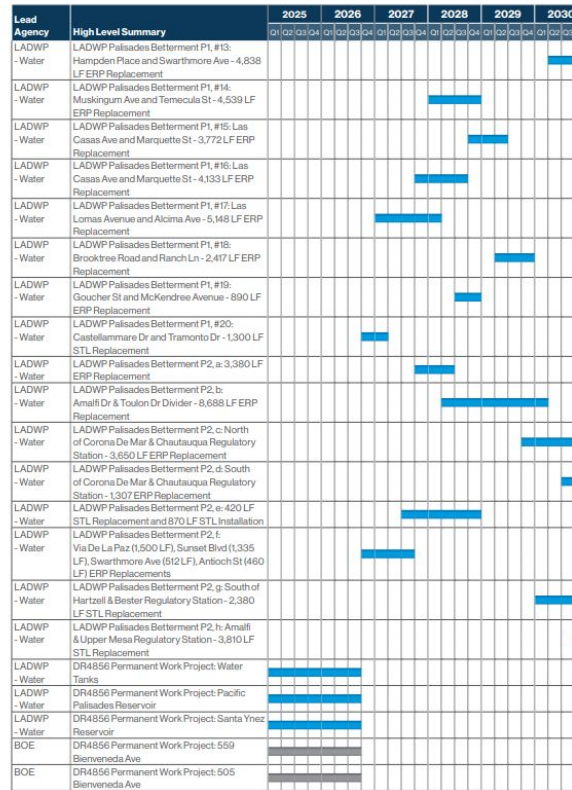 Lead
Agency
High Level Summary
2025 2026 2027 2028 2029 2030
Q1 Q2 Q3 Q4 Q1 Q2 Q3 Q4 Q1 Q2 Q3 Q4 Q1 Q2 Q3 Q4 Q1 Q2 Q3 Q4 Q1 Q2 Q3
LADWP
- Water
LADWP Palisades Betterment P1, #13:
Hampden Place and Swarthmore Ave - 4,838
LF ERP Replacement
LADWP
- Water
LADWP Palisades Betterment P1, #14:
Muskingum Ave and Temecula St - 4,539 LF
ERP Replacement
LADWP
- Water
LADWP Palisades Betterment P1, #15: Las
Casas Ave and Marquette St - 3,772 LF ERP
Replacement
LADWP
- Water
LADWP Palisades Betterment P1, #16: Las
Casas Ave and Marquette St - 4,133 LF ERP
Replacement
LADWP
- Water
LADWP Palisades Betterment P1, #17: Las
Lomas Avenue and Alcima Ave - 5,148 LF ERP
Replacement
LADWP
- Water
LADWP Palisades Betterment P1, #18:
Brooktree Road and Ranch Ln - 2,417 LF ERP
Replacement
LADWP
- Water
LADWP Palisades Betterment P1, #19:
Goucher St and McKendree Avenue - 890 LF
ERP Replacement
LADWP
- Water
LADWP Palisades Betterment P1, #20:
Castellammare Dr and Tramonto Dr - 1,300 LF
STL Replacement
LADWP
- Water
LADWP Palisades Betterment P2, a: 3,380 LF
ERP Replacement
LADWP
- Water
LADWP Palisades Betterment P2, b:
Amalfi Dr & Toulon Dr Divider - 8,688 LF ERP
Replacement
LADWP
- Water
LADWP Palisades Betterment P2, c: North
of Corona De Mar & Chautauqua Regulatory
Station - 3,650 LF ERP Replacement
LADWP
- Water
LADWP Palisades Betterment P2, d: South
of Corona De Mar & Chautauqua Regulatory
Station - 1,307 ERP Replacement
LADWP
- Water
LADWP Palisades Betterment P2, e: 420 LF
STL Replacement and 870 LF STL Installation
LADWP
- Water
LADWP Palisades Betterment P2, f:
Via De La Paz (1,500 LF), Sunset Blvd (1,335
LF), Swarthmore Ave (512 LF), Antioch St (460
LF) ERP Replacements
LADWP
- Water
LADWP Palisades Betterment P2, g: South of
Hartzell & Bester Regulatory Station - 2,380
LF STL Replacement
LADWP
- Water
LADWP Palisades Betterment P2, h: Amalfi
& Upper Mesa Regulatory Station - 3,810 LF
STL Replacement
LADWP
- Water
DR4856 Permanent Work Project: Water
Tanks
LADWP
- Water
DR4856 Permanent Work Project: Pacific
Palisades Reservoir
LADWP
- Water
DR4856 Permanent Work Project: Santa Ynez
Reservoir
BOE
DR4856 Permanent Work Project: 559
Bienveneda Ave
BOE
DR4856 Permanent Work Project: 505
Bienveneda Ave